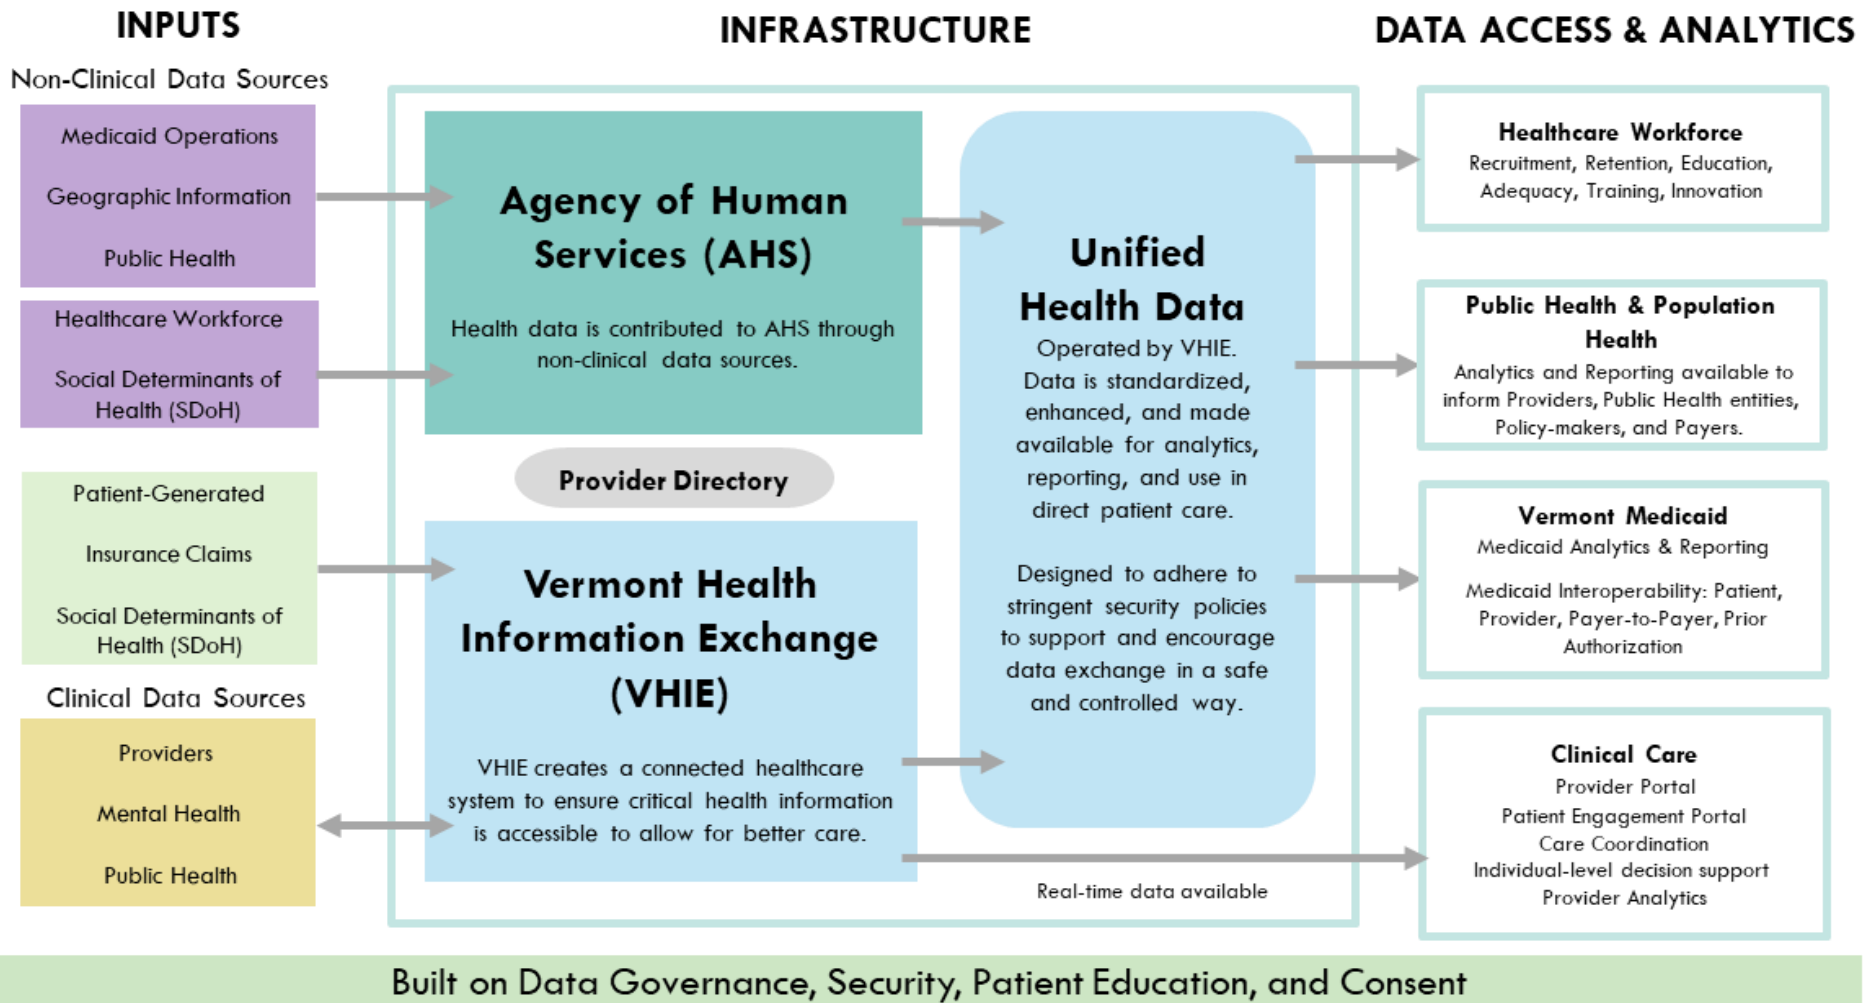 INPUTS
INFRASTRUCTURE
DATA ACCESS & ANALYTICS
Non-Clinical Data Sources
Medicaid Operations
Geographic Information
Public Health
Healthcare Workforce
Social Determinants of
Health (SDoH)
Patient-Generated
Insurance Claims
Social Determinants of
Health (SDoH)
Clinical Data Sources
Providers
Mental Health
Public Health
Agency of Human
Services (AHS)
Health data is contributed to AHS through
non-clinical data sources.
Provider Directory
Vermont Health
Information Exchange
(VHIE)
VHIE creates a connected healthcare
system to ensure critical health information
is accessible to allow for better care.
Unified
Health Data
Operated by VHIE.
Data is standardized,
enhanced, and made
available for analytics,
reporting, and use in
direct patient care.
Designed to adhere to
stringent security policies
to support and encourage
data exchange in a safe
and controlled way.
Real-time data available
Healthcare Workforce
Recruitment, Retention, Education,
Adequacy, Training, Innovation
Public Health & Population
Health
Analytics and Reporting available to
inform Providers, Public Health entities,
Policy-makers, and Payers.
Vermont Medicaid
Medicaid Analytics & Reporting
Medicaid Interoperability: Patient,
Provider, Payer-to-Payer, Prior
Authorization
Clinical Care
Provider Portal
Patient Engagement Portal
Care Coordination
Individual-level decision support
Provider Analytics
Built on Data Governance, Security, Patient Education, and Consent